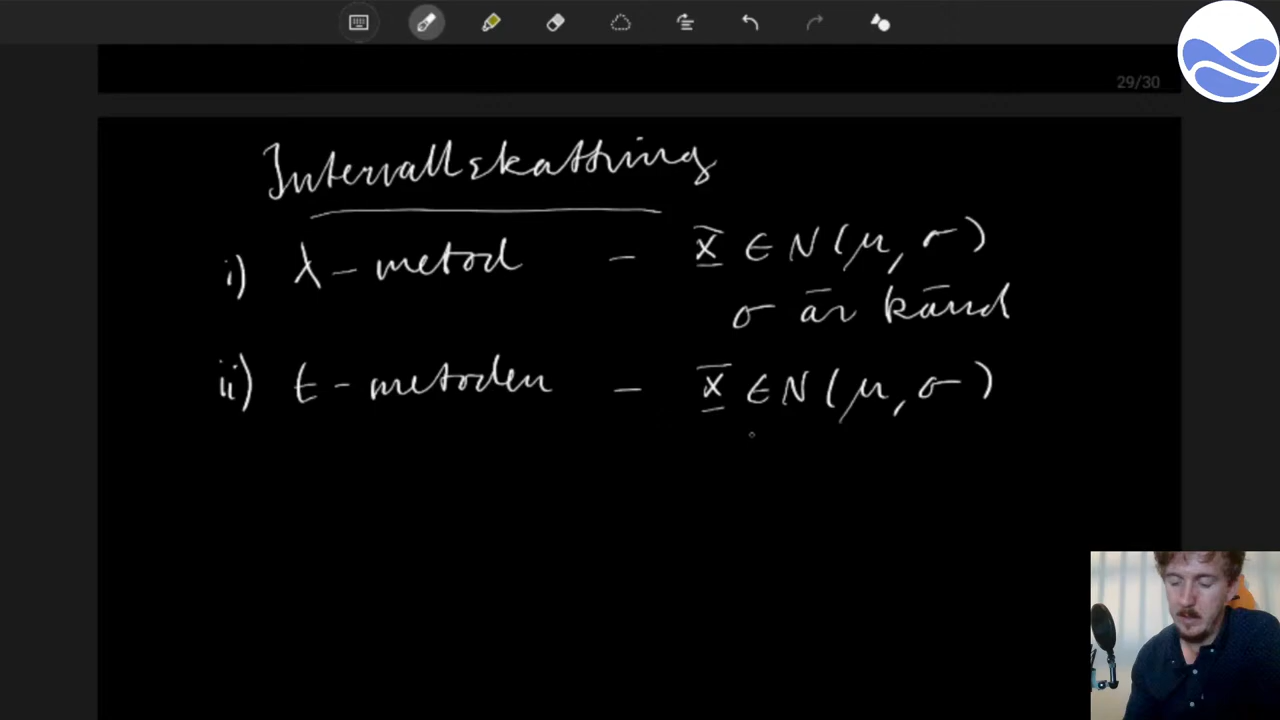 29/30
Intervallskattning
i) λ-metod - X ∈ N(μ, σ)
σ är känd
ii) t-metoden - X ∈ N(μ, σ)